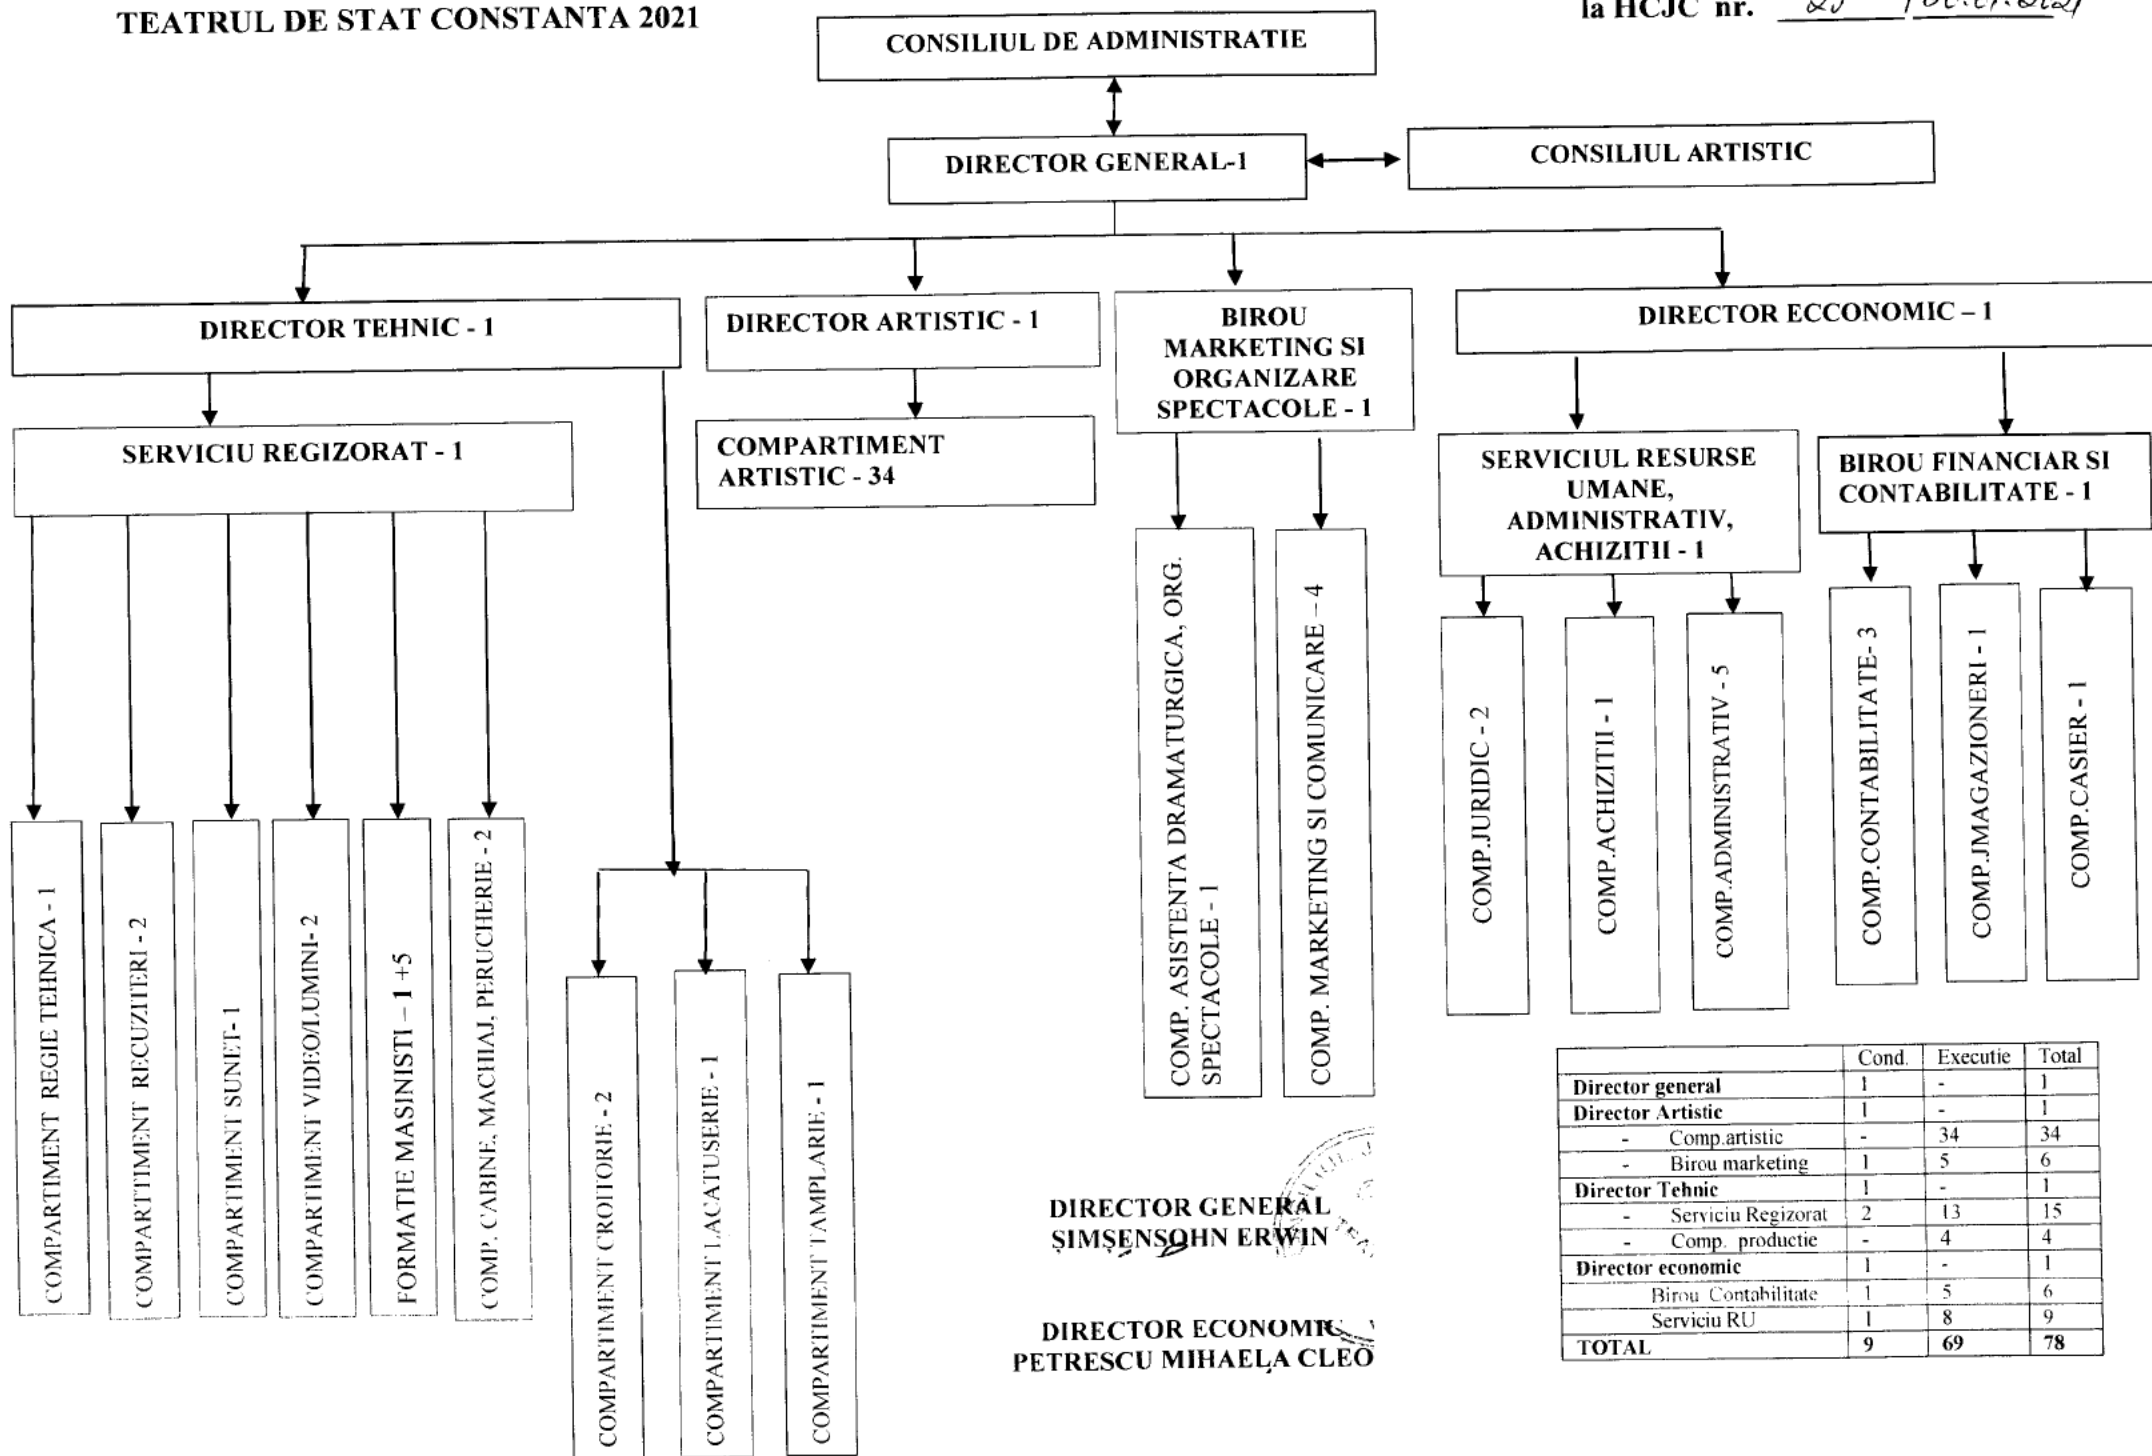 TEATRUL DE STAT CONSTANTA 2021
la HCJC nr.
CONSILIUL DE ADMINISTRATIE
DIRECTOR GENERAL-1
CONSILIUL ARTISTIC
DIRECTOR TEHNIC - 1
DIRECTOR ARTISTIC - 1
BIROU
MARKETING SI
ORGANIZARE
SPECTACOLE - 1
DIRECTOR ECCONOMIC – 1
SERVICIU REGIZORAT - 1
COMPARTIMENT
ARTISTIC - 34
SERVICIUL RESURSE
UMANE,
ADMINISTRATIV,
ACHIZITII - 1
BIROU FINANCIAR SI
CONTABILITATE - 1
COMPARTIMENT REGIE TEHNICA - 1
COMPARTIMENT RECUZITERI - 2
COMPARTIMENT SUNET- 1
COMPARTIMENT VIDEO/LUMINI- 2
FORMATIE MASINISTI – 1 +5
COMP. CABINE, MACHIAJ, PERUCHERIE - 2
COMPARTIMENT CROITORIE - 2
COMPARTIMENT LACATUSERIE - 1
COMPARTIMENT TAMPLARIE - 1
COMP. ASISTENTA DRAMATURGICA, ORG.
SPECTACOLE - 1
COMP. MARKETING SI COMUNICARE – 4
COMP.JURIDIC - 2
COMP.ACHIZITII - 1
COMP.ADMINISTRATIV - 5
COMP.CONTABILITATE- 3
COMP.JMAGAZIONERI - 1
COMP.CASIER - 1
Cond. Executie Total
Director general 1 - 1
Director Artistic 1 - 1
- Comp.artistic - 34 34
- Birou marketing 1 5 6
Director Tehnic 1 - 1
- Serviciu Regizorat 2 13 15
- Comp. productie - 4 4
Director economic 1 - 1
Birou Contabilitate 1 5 6
Serviciu RU 1 8 9
TOTAL 9 69 78
DIRECTOR GENERAL
ȘIMȘENSOHN ERWIN
DIRECTOR ECONOMIC
PETRESCU MIHAELA CLEO